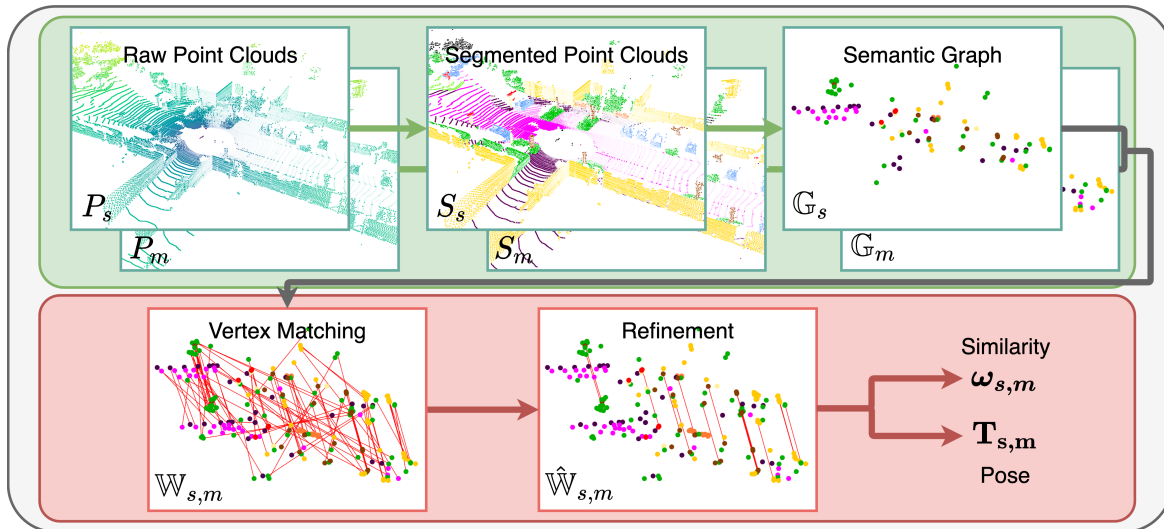 Raw Point Clouds
Segmented Point Clouds
Semantic Graph
P_s
S_s
𝔾_s
P_m
S_m
𝔾_m
Vertex Matching
Refinement
Similarity
ω_{s,m}
T_{s,m}
Pose
𝕎_{s,m}
𝕎̂_{s,m}